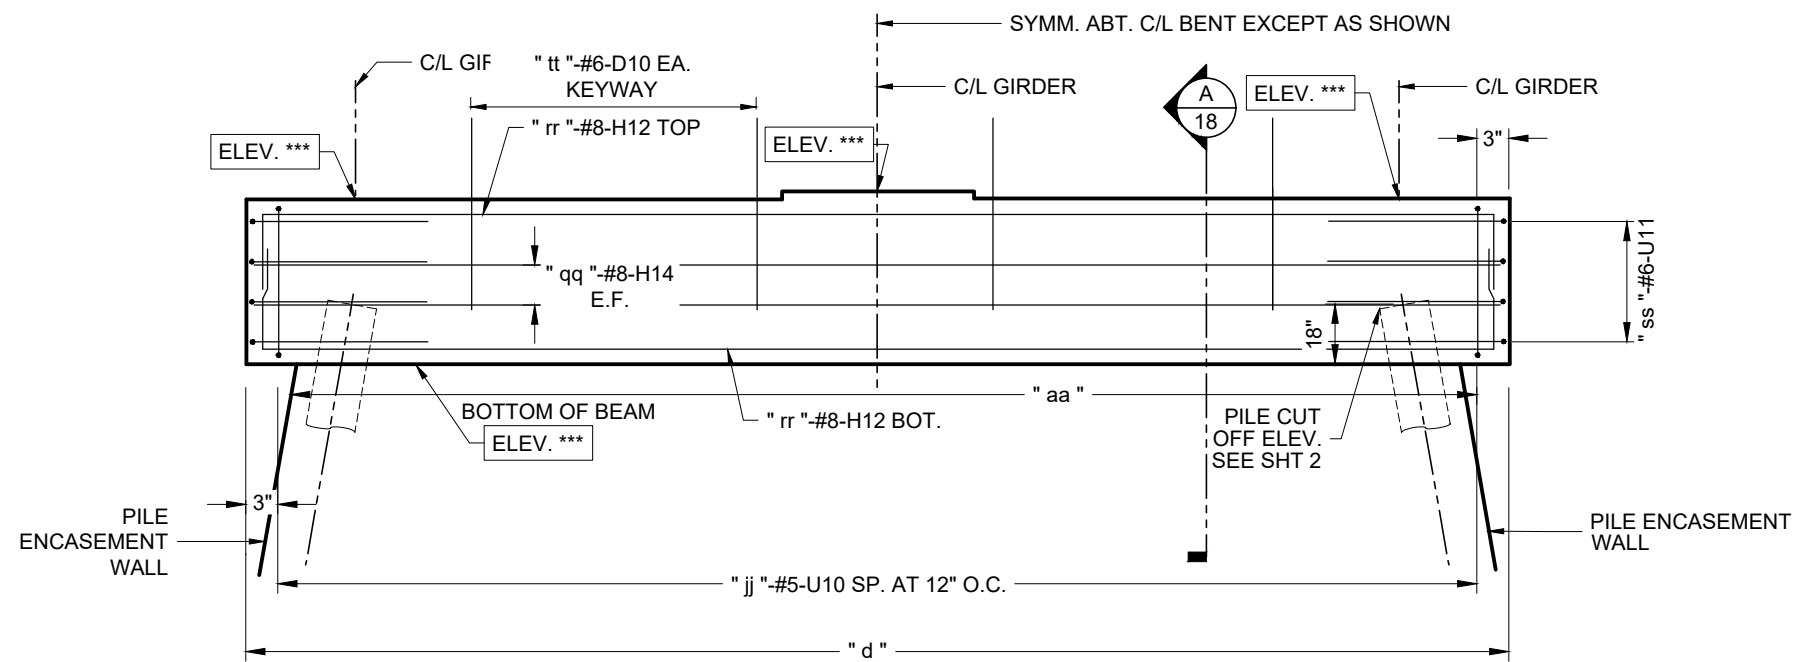 SYMM. ABT. C/L BENT EXCEPT AS SHOWN
C/L GIF
" tt "-#6-D10 EA.
KEYWAY
C/L GIRDER
A
18
ELEV. ***
C/L GIRDER
" rr "-#8-H12 TOP
ELEV. ***
ELEV. ***
3"
" qq "-#8-H14
E.F.
" ss "-#6-U11
18"
" aa "
BOTTOM OF BEAM
ELEV. ***
" rr "-#8-H12 BOT.
PILE CUT
OFF ELEV.
SEE SHT 2
3"
PILE
ENCASEMENT
WALL
PILE ENCASEMENT
WALL
" jj "-#5-U10 SP. AT 12" O.C.
" d "